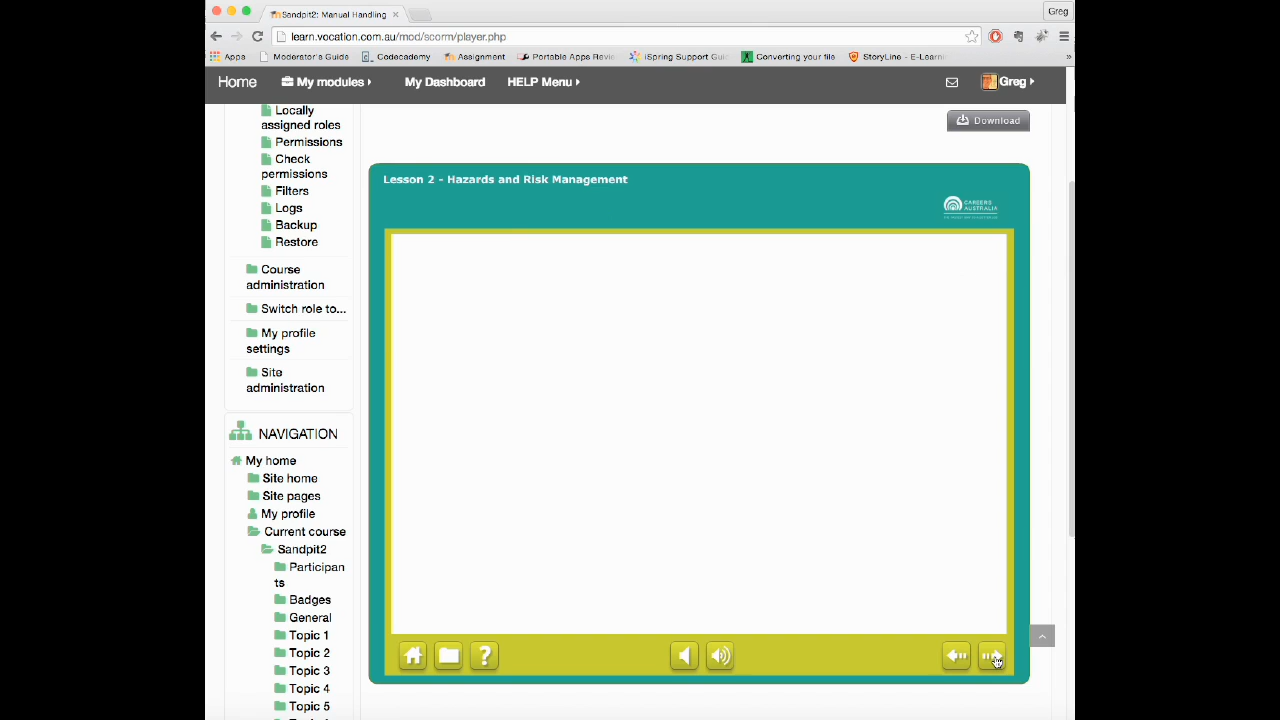 Sandpit2: Manual Handling
Greg
learn.vocation.com.au/mod/scorm/player.php
Apps
Moderator's Guide
Codecademy
Assignment
Portable Apps Revie
iSpring Support Gui
Converting your file
StoryLine - E-Learni
»
Home
My modules
My Dashboard
HELP Menu
Greg
Locally
assigned roles
Permissions
Check
permissions
Filters
Logs
Backup
Restore
Course
administration
Switch role to...
My profile
settings
Site
administration
NAVIGATION
My home
Site home
Site pages
My profile
Current course
Sandpit2
Participan
ts
Badges
General
Topic 1
Topic 2
Topic 3
Topic 4
Topic 5
Download
Lesson 2 - Hazards and Risk Management
CAREERS
AUSTRALIA
?